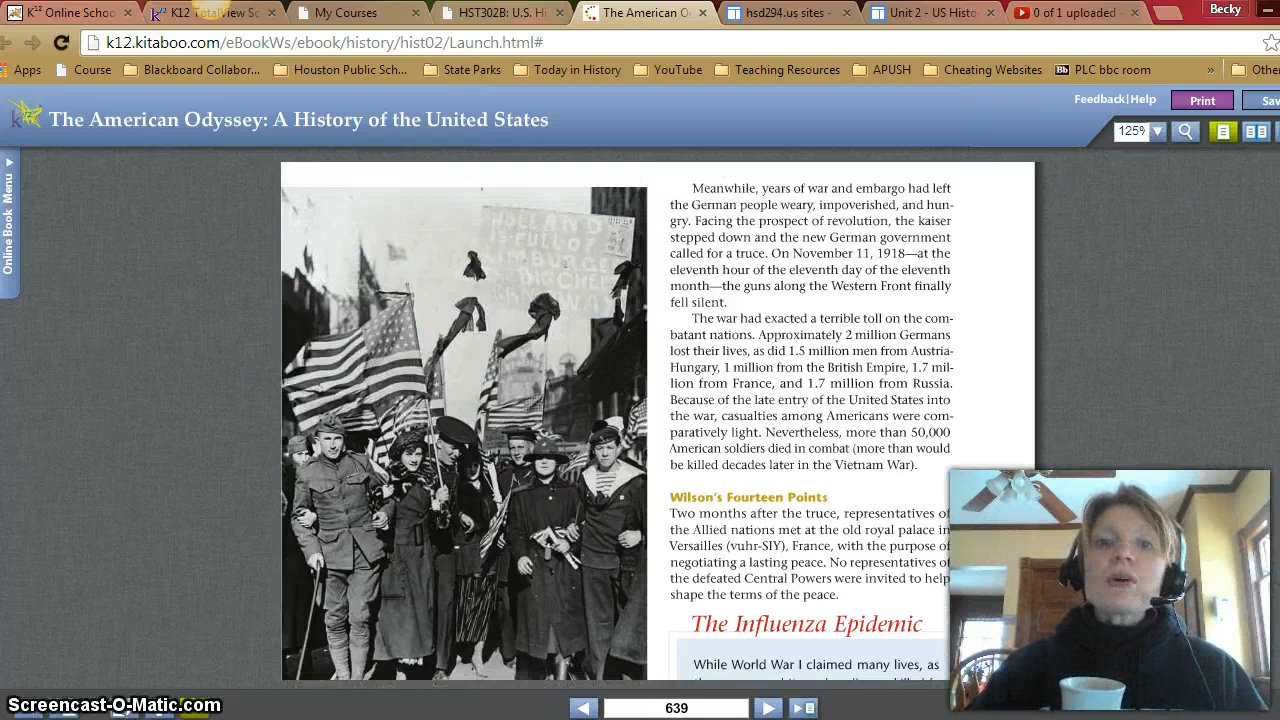 K¹² Online Schoo
K12 TotalView Sc
My Courses
HST302B: U.S. Hi
The American O
hsd294.us sites -
Unit 2 - US Histo
0 of 1 uploaded -
Becky
k12.kitaboo.com/eBookWs/ebook/history/hist02/Launch.html#
Apps
Course
Blackboard Collabor...
Houston Public Sch...
State Parks
Today in History
YouTube
Teaching Resources
APUSH
Cheating Websites
Bb
PLC bbc room
»
Other
Feedback|Help
Print
Sav
The American Odyssey: A History of the United States
125%
Online Book Menu
HOLLAND
IS FULL OF
Meanwhile, years of war and embargo had left
the German people weary, impoverished, and hun-
gry. Facing the prospect of revolution, the kaiser
stepped down and the new German government
called for a truce. On November 11, 1918—at the
eleventh hour of the eleventh day of the eleventh
month—the guns along the Western Front finally
fell silent.
The war had exacted a terrible toll on the com-
batant nations. Approximately 2 million Germans
lost their lives, as did 1.5 million men from Austria-
Hungary, 1 million from the British Empire, 1.7 mil-
lion from France, and 1.7 million from Russia.
Because of the late entry of the United States into
the war, casualties among Americans were com-
paratively light. Nevertheless, more than 50,000
American soldiers died in combat (more than would
be killed decades later in the Vietnam War).
Wilson's Fourteen Points
Two months after the truce, representatives of
the Allied nations met at the old royal palace in
Versailles (vuhr-SIY), France, with the purpose of
negotiating a lasting peace. No representatives of
the defeated Central Powers were invited to help
shape the terms of the peace.
The Influenza Epidemic
While World War I claimed many lives, as
639
Screencast-O-Matic.com